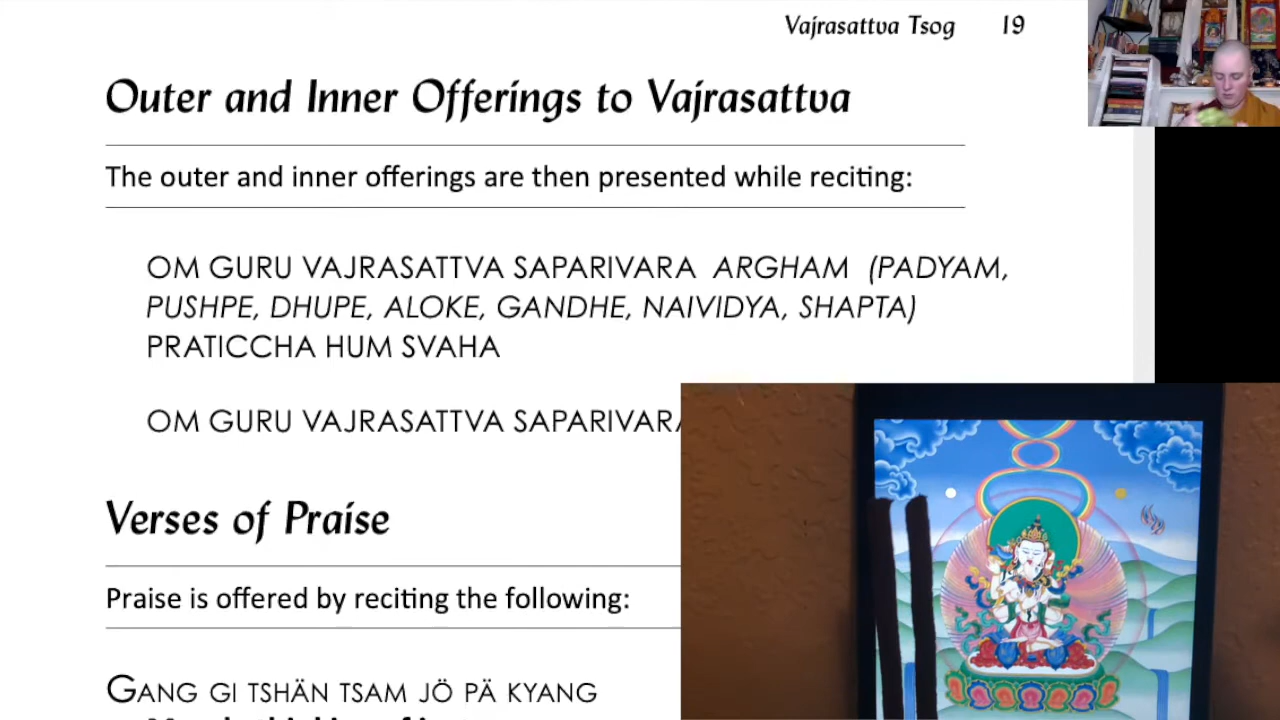 Vajrasattva Tsog 19
Outer and Inner Offerings to Vajrasattva
The outer and inner offerings are then presented while reciting:
OM GURU VAJRASATTVA SAPARIVARA ARGHAM (PADYAM,
PUSHPE, DHUPE, ALOKE, GANDHE, NAIVIDYA, SHAPTA)
PRATICCHA HUM SVAHA
OM GURU VAJRASATTVA SAPARIVARA
Verses of Praise
Praise is offered by reciting the following:
GANG GI TSHÄN TSAM JÖ PÄ KYANG